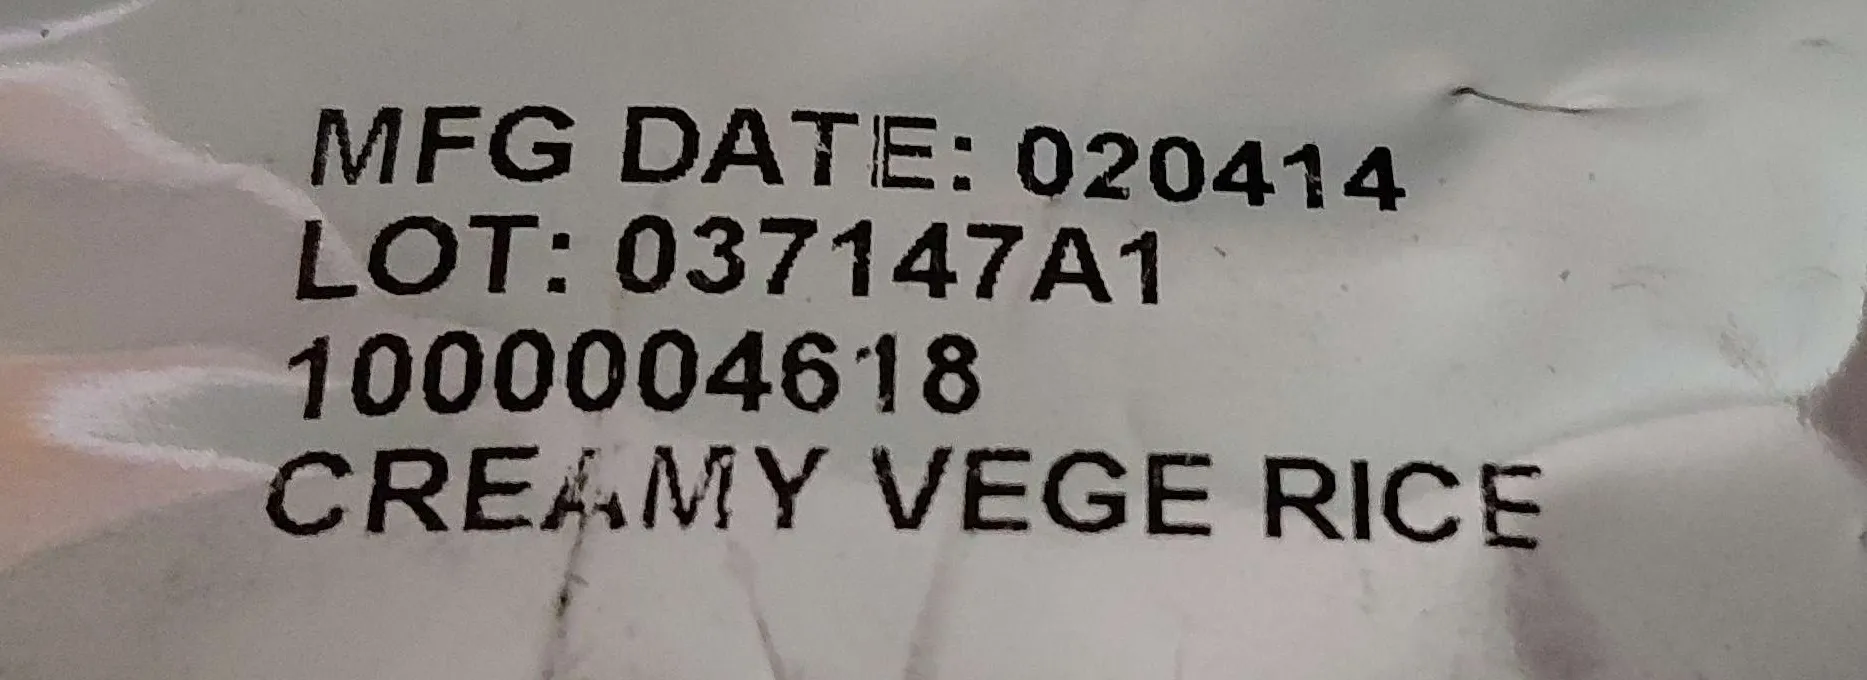 MFG DATE: 020414
LOT: 037147A1
1000004618
CREAMY VEGE RICE